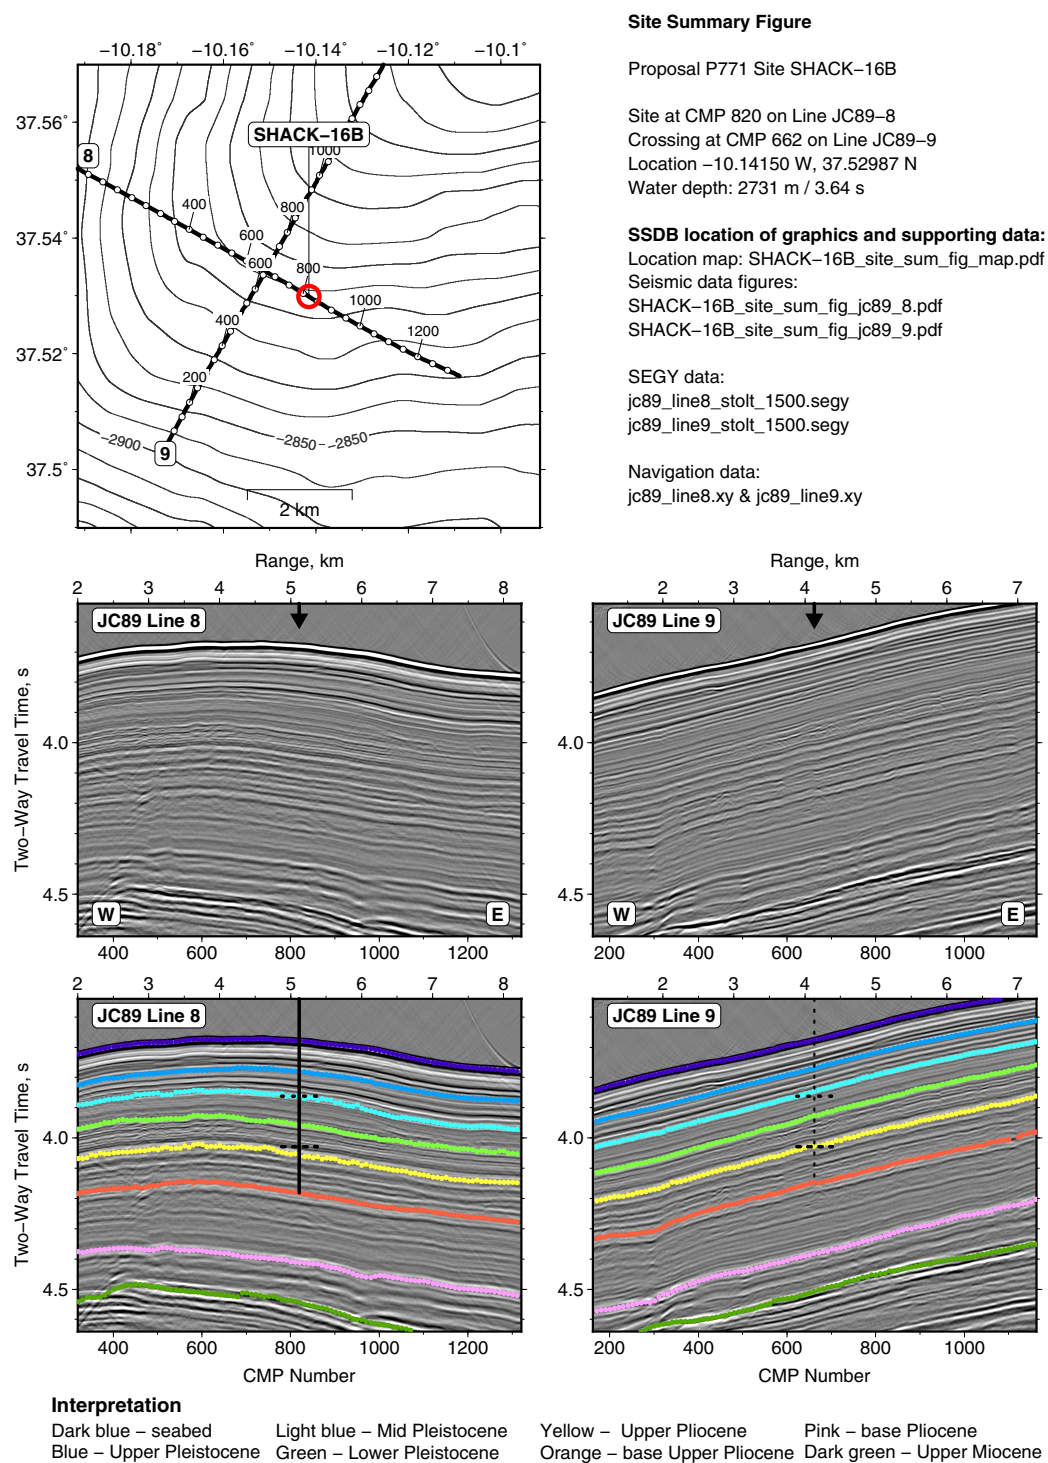 Site Summary Figure
Proposal P771 Site SHACK−16B
Site at CMP 820 on Line JC89−8
Crossing at CMP 662 on Line JC89−9
Location −10.14150 W, 37.52987 N
Water depth: 2731 m / 3.64 s
SSDB location of graphics and supporting data:
Location map: SHACK−16B_site_sum_fig_map.pdf
Seismic data figures:
SHACK−16B_site_sum_fig_jc89_8.pdf
SHACK−16B_site_sum_fig_jc89_9.pdf
SEGY data:
jc89_line8_stolt_1500.segy
jc89_line9_stolt_1500.segy
Navigation data:
jc89_line8.xy & jc89_line9.xy
−10.18˚ −10.16˚ −10.14˚ −10.12˚ −10.1˚
37.56˚
SHACK−16B
1000
8
400
800
37.54˚
600
600
800
1000
400
1200
37.52˚
200
−2900
−2850 −2850
9
37.5˚
2 km
Range, km
2 3 4 5 6 7 8
JC89 Line 8
Two−Way Travel Time, s
4.0
4.5
W E
400 600 800 1000 1200
Range, km
2 3 4 5 6 7
JC89 Line 9
4.0
4.5
W E
200 400 600 800 1000
2 3 4 5 6 7 8
JC89 Line 8
Two−Way Travel Time, s
4.0
4.5
400 600 800 1000 1200
CMP Number
2 3 4 5 6 7
JC89 Line 9
4.0
4.5
200 400 600 800 1000
CMP Number
Interpretation
Dark blue − seabed Light blue − Mid Pleistocene Yellow − Upper Pliocene Pink − base Pliocene
Blue − Upper Pleistocene Green − Lower Pleistocene Orange − base Upper Pliocene Dark green − Upper Miocene